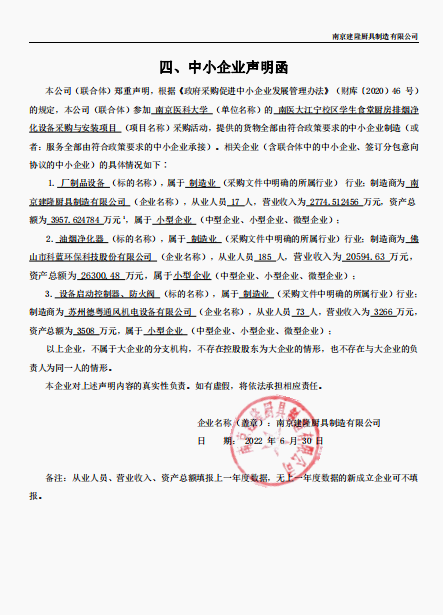 南京建隆厨具制造有限公司
四、中小企业声明函
本公司（联合体）郑重声明，根据《政府采购促进中小企业发展管理办法》（财库〔2020〕46 号）
的规定，本公司（联合体）参加 南京医科大学 （单位名称）的 南医大江宁校区学生食堂厨房排烟净
化设备采购与安装项目（项目名称）采购活动，提供的货物全部由符合政策要求的中小企业制造（或
者：服务全部由符合政策要求的中小企业承接）。相关企业（含联合体中的中小企业、签订分包意向
协议的中小企业）的具体情况如下：
1. 厂制品设备 （标的名称），属于 制造业 （采购文件中明确的所属行业） 行业；制造商为 南
京建隆厨具制造有限公司 （企业名称），从业人员 17 人，营业收入为 2774.512456 万元，资产总
额为 3957.624784 万元¹，属于 小型企业 （中型企业、小型企业、微型企业）；
2. 油烟净化器 （标的名称），属于 制造业 （采购文件中明确的所属行业）行业；制造商为 佛
山市科蓝环保科技股份有限公司 （企业名称），从业人员 185 人，营业收入为 20594.63 万元，
资产总额为 26300.48 万元，属于小型企业（中型企业、小型企业、微型企业）；
3. 设备启动控制器、防火阀 （标的名称），属于 制造业 （采购文件中明确的所属行业）行业；
制造商为 苏州德粤通风机电设备有限公司 （企业名称），从业人员 73 人，营业收入为 3266 万元，
资产总额为 3508 万元，属于 小型企业 （中型企业、小型企业、微型企业）；
以上企业，不属于大企业的分支机构，不存在控股股东为大企业的情形，也不存在与大企业的负
责人为同一人的情形。
本企业对上述声明内容的真实性负责。如有虚假，将依法承担相应责任。
企业名称（盖章）：南京建隆厨具制造有限公司
日 期： 2022 年 6 月 30 日
备注：从业人员、营业收入、资产总额填报上一年度数据，无上一年度数据的新成立企业可不填
报。